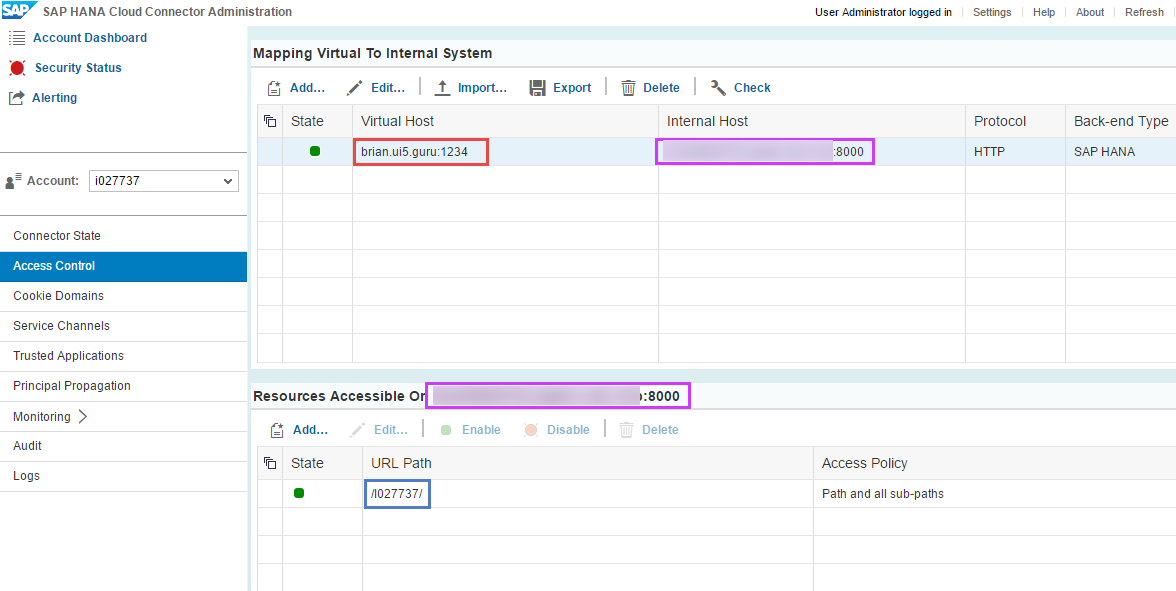 SAP SAP HANA Cloud Connector Administration
User Administrator logged in Settings Help About Refresh
Account Dashboard
Security Status
Alerting
Account: i027737
Connector State
Access Control
Cookie Domains
Service Channels
Trusted Applications
Principal Propagation
Monitoring
Audit
Logs
Mapping Virtual To Internal System
Add... Edit... Import... Export Delete Check
State Virtual Host Internal Host Protocol Back-end Type
brian.ui5.guru:1234 :8000 HTTP SAP HANA
Resources Accessible On :8000
Add... Edit... Enable Disable Delete
State URL Path Access Policy
/I027737/ Path and all sub-paths